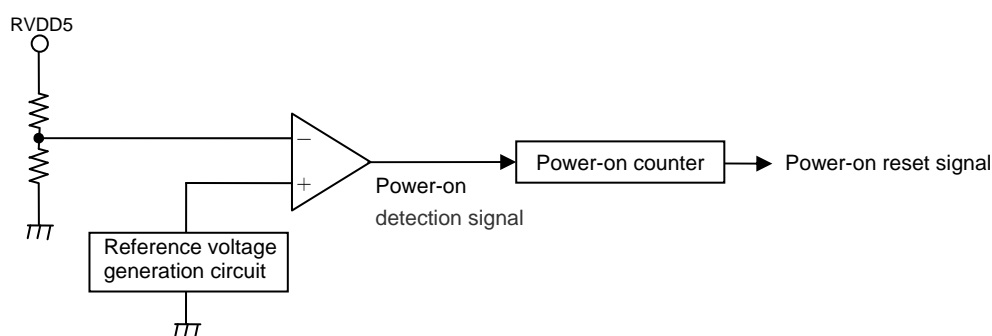 RVDD5
−
+
Power-on
detection signal
Power-on counter
Power-on reset signal
Reference voltage
generation circuit